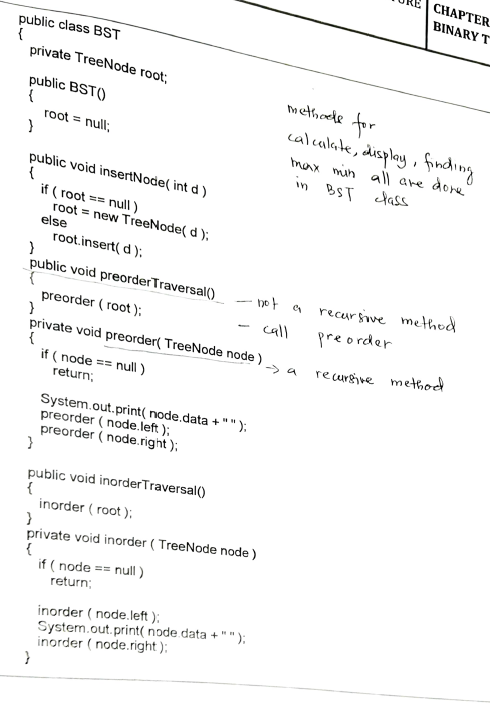 CHAPTER
BINARY T
public class BST
{
private TreeNode root;
public BST()
{
root = null;
}
methods for
calculate, display, finding
max min all are done
in BST class
public void insertNode( int d )
{
if ( root == null )
root = new TreeNode( d );
else
root.insert( d );
}
public void preorderTraversal()
{
- not a recursive method
preorder ( root );
- call preorder
}
private void preorder( TreeNode node )
-> a recursive method
{
if ( node == null )
return;
System.out.print( node.data + " " );
preorder ( node.left );
preorder ( node.right );
}
public void inorderTraversal()
{
inorder ( root );
}
private void inorder ( TreeNode node )
{
if ( node == null )
return;
inorder ( node.left );
System.out.print( node.data + " " );
inorder ( node.right );
}